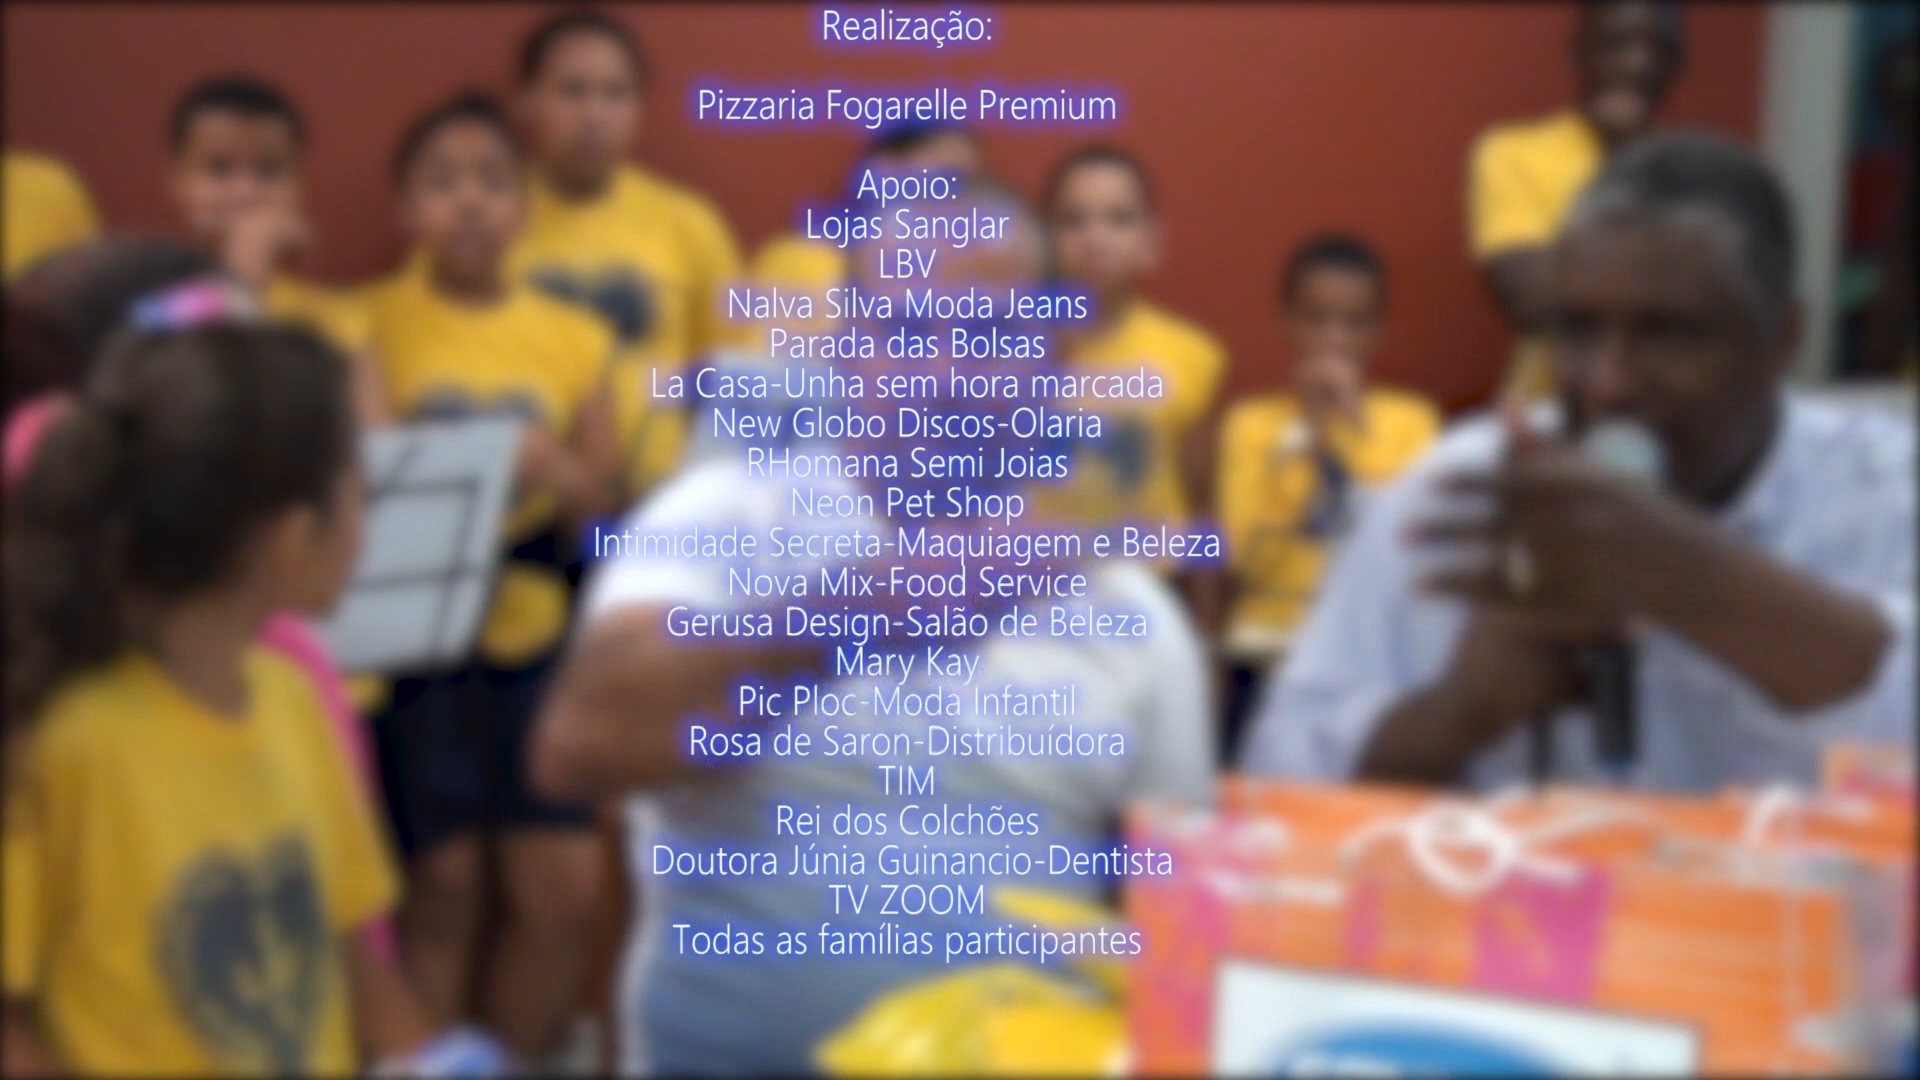 Realização:
Pizzaria Fogarelle Premium
Apoio:
Lojas Sanglar
LBV
Nalva Silva Moda Jeans
Parada das Bolsas
La Casa-Unha sem hora marcada
New Globo Discos-Olaria
RHomana Semi Joias
Neon Pet Shop
Intimidade Secreta-Maquiagem e Beleza
Nova Mix-Food Service
Gerusa Design-Salão de Beleza
Mary Kay
Pic Ploc-Moda Infantil
Rosa de Saron-Distribuídora
TIM
Rei dos Colchões
Doutora Júnia Guinancio-Dentista
TV ZOOM
Todas as famílias participantes